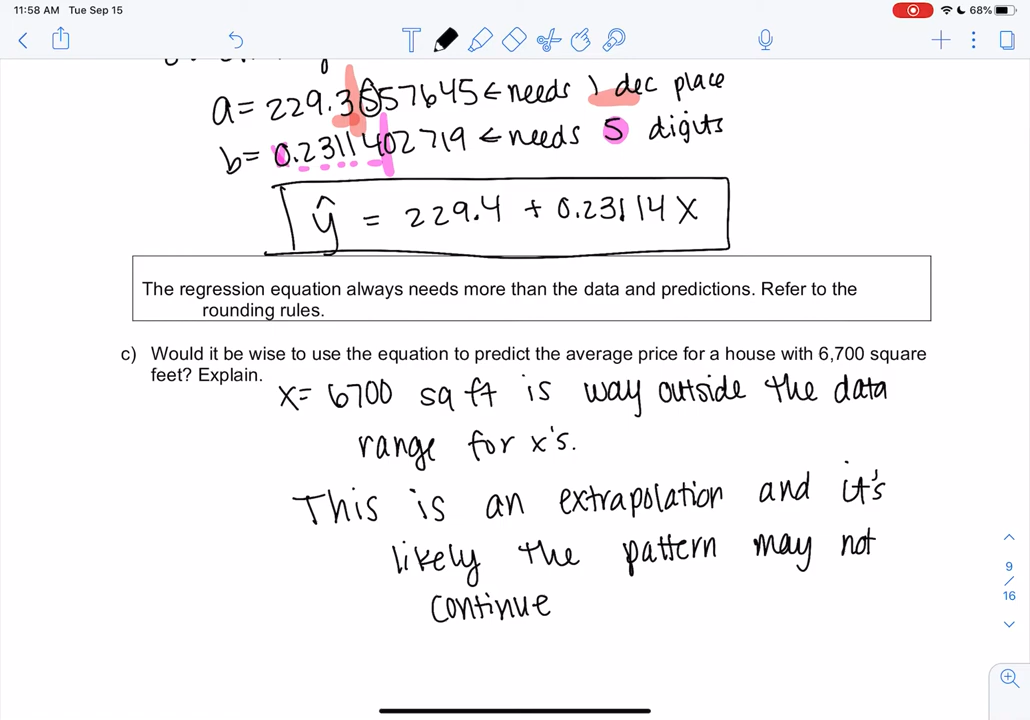 11:58 AM Tue Sep 15
68%
a = 229.3557645 ← needs 1 dec place
b = 0.2311402719 ← needs 5 digits
ŷ = 229.4 + 0.23114 X
The regression equation always needs more than the data and predictions. Refer to the
rounding rules.
c) Would it be wise to use the equation to predict the average price for a house with 6,700 square
feet? Explain.
X = 6700 sq ft is way outside the data
range for x's.
This is an extrapolation and it's
likely the pattern may not
continue
9
/
16